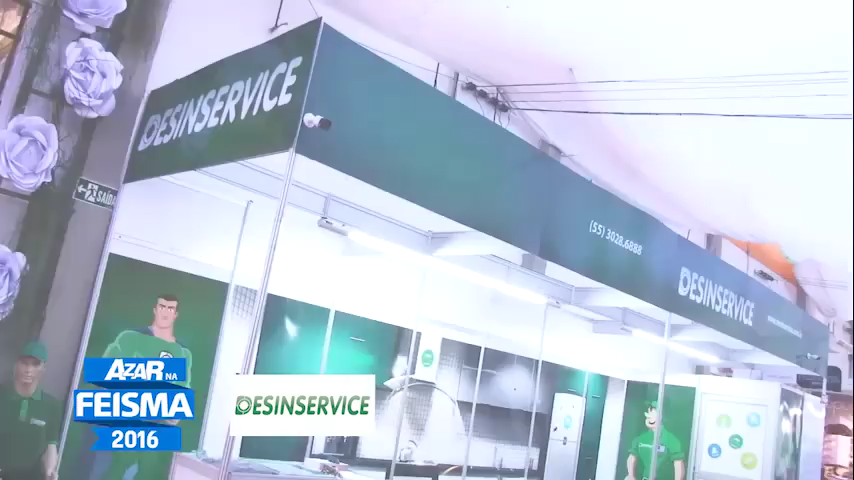 DESINSERVICE
(55) 3028.6888
DESINSERVICE
SAÍDA
AZAR NA
FEISMA
2016
DESINSERVICE